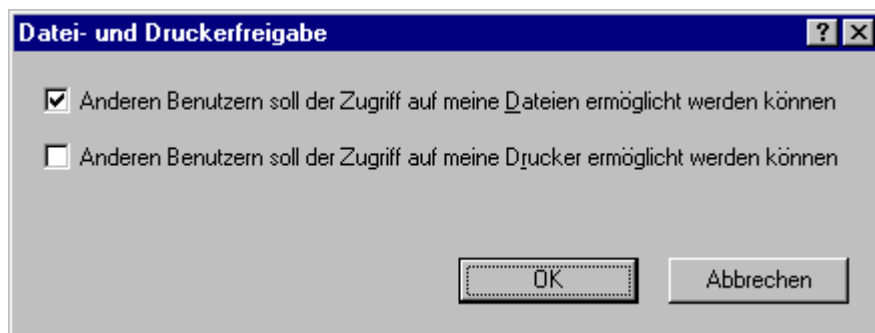 Datei- und Druckerfreigabe
Anderen Benutzern soll der Zugriff auf meine Dateien ermöglicht werden können
Anderen Benutzern soll der Zugriff auf meine Drucker ermöglicht werden können
OK Abbrechen